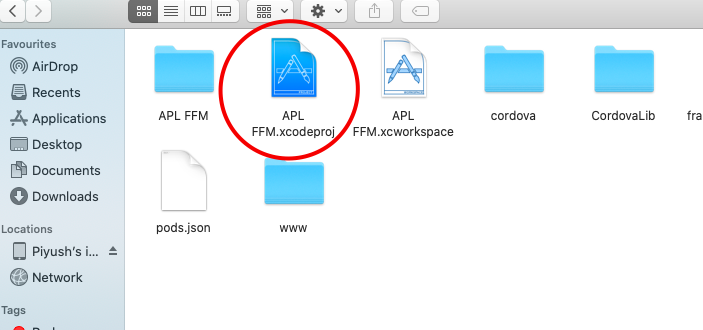 Favourites
AirDrop
Recents
Applications
Desktop
Documents
Downloads
Locations
Piyush's i...
Network
Tags
APL FFM
APL
FFM.xcodeproj
APL
FFM.xcworkspace
cordova
CordovaLib
fra
pods.json
www